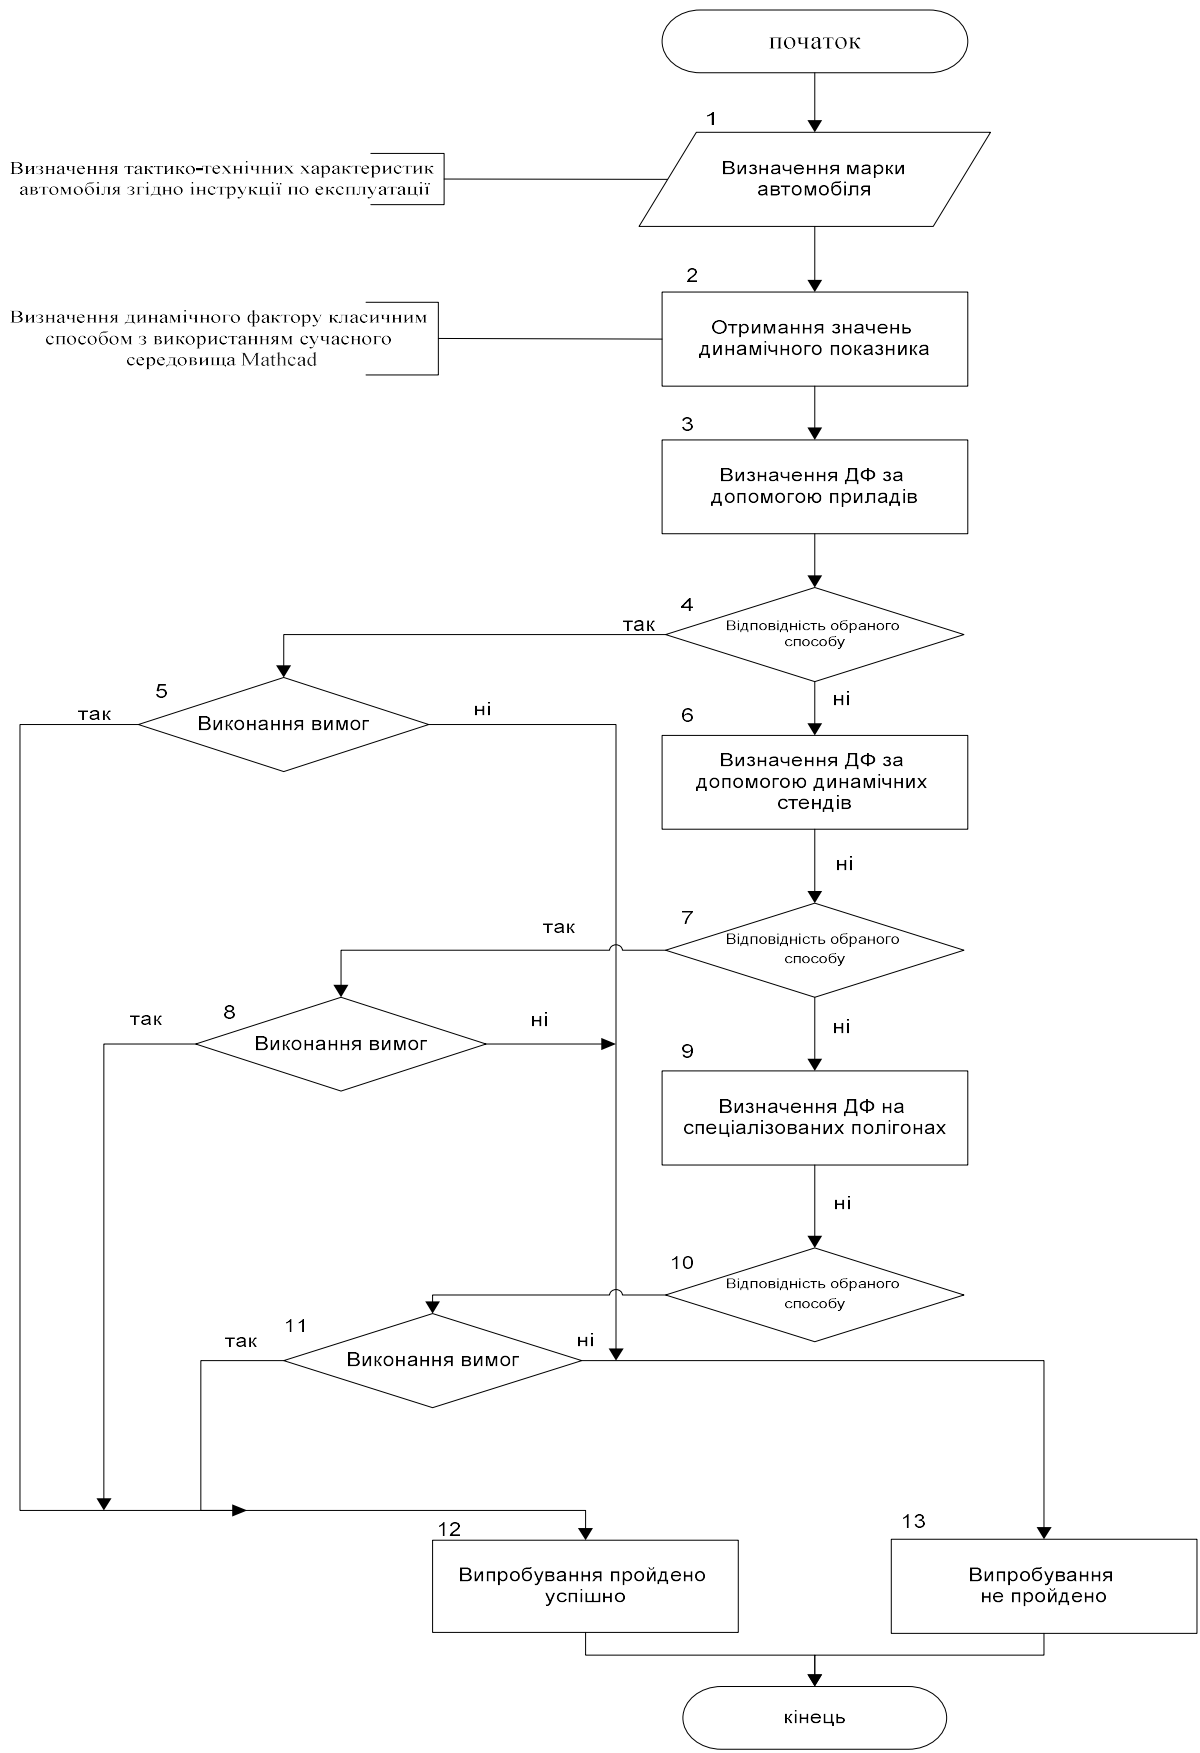 початок
1
Визначення тактико-технічних характеристик
автомобіля згідно інструкції по експлуатації
Визначення марки
автомобіля
2
Визначення динамічного фактору класичним
способом з використанням сучасного
середовища Mathcad
Отримання значень
динамічного показника
3
Визначення ДФ за
допомогою приладів
4
так
Відповідність обраного
способу
ні
5
так
Виконання вимог
ні
6
Визначення ДФ за
допомогою динамічних
стендів
ні
7
так
Відповідність обраного
способу
ні
8
так
Виконання вимог
ні
9
Визначення ДФ на
спеціалізованих полігонах
ні
10
Відповідність обраного
способу
11
так
Виконання вимог
ні
12
Випробування пройдено
успішно
13
Випробування
не пройдено
кінець